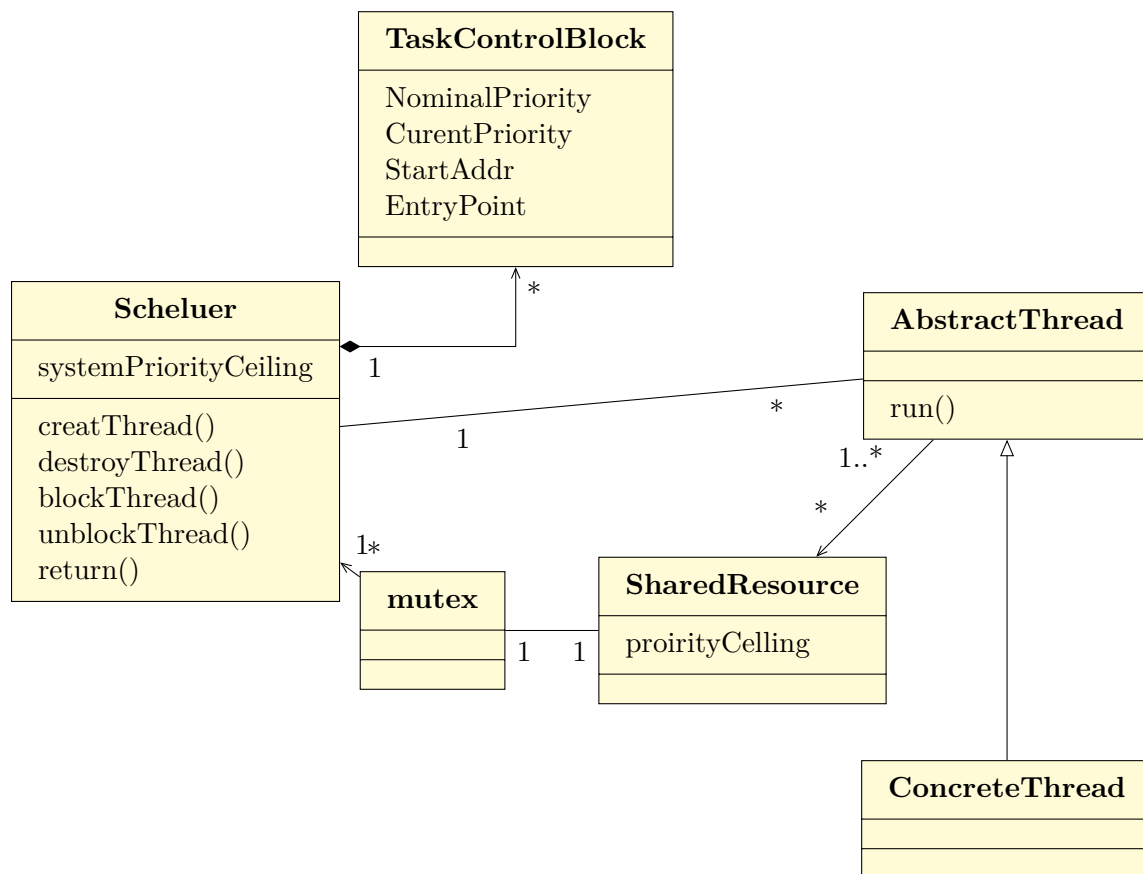 TaskControlBlock
NominalPriority
CurentPriority
StartAddr
EntryPoint
*
Scheluer
systemPriorityCeiling
creatThread()
destroyThread()
blockThread()
unblockThread()
return()
1
1
*
AbstractThread
run()
1..*
*
1
*
mutex
1
1
SharedResource
proirityCelling
ConcreteThread